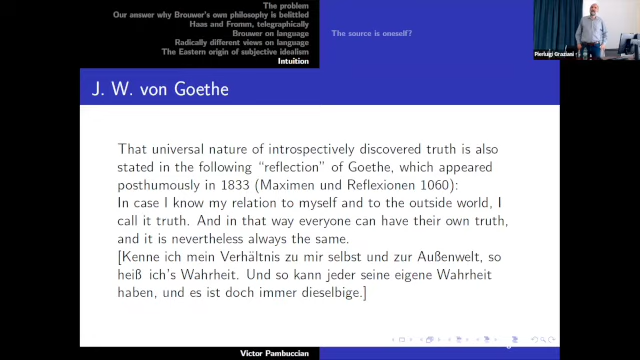 The problem
Our answer why Brouwer's own philosophy is belittled
Haas and Fromm, telegraphically
Brouwer on language
Radically different views on language
The Eastern origin of subjective idealism
Intuition
The source is oneself?
Pierluigi Graziani
J. W. von Goethe
That universal nature of introspectively discovered truth is also
stated in the following “reflection” of Goethe, which appeared
posthumously in 1833 (Maximen und Reflexionen 1060):
In case I know my relation to myself and to the outside world, I
call it truth. And in that way everyone can have their own truth,
and it is nevertheless always the same.
[Kenne ich mein Verhältnis zu mir selbst und zur Außenwelt, so
heiß ich's Wahrheit. Und so kann jeder seine eigene Wahrheit
haben, und es ist doch immer dieselbige.]
Victor Pambuccian